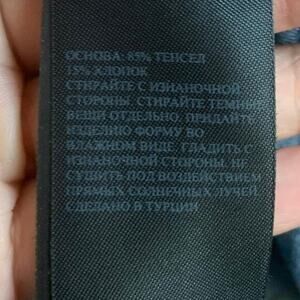 ОСНОВА: 85% ТЕНСЕЛ
15% ХЛОПОК
СТИРАЙТЕ С ИЗНАНОЧНОЙ
СТОРОНЫ. СТИРАЙТЕ ТЕМНЫЕ
ВЕЩИ ОТДЕЛЬНО. ПРИДАЙТЕ
ИЗДЕЛИЮ ФОРМУ ВО
ВЛАЖНОМ ВИДЕ. ГЛАДИТЬ С
ИЗНАНОЧНОЙ СТОРОНЫ. НЕ
СУШИТЬ ПОД ВОЗДЕЙСТВИЕМ
ПРЯМЫХ СОЛНЕЧНЫХ ЛУЧЕЙ.
СДЕЛАНО В ТУРЦИИ